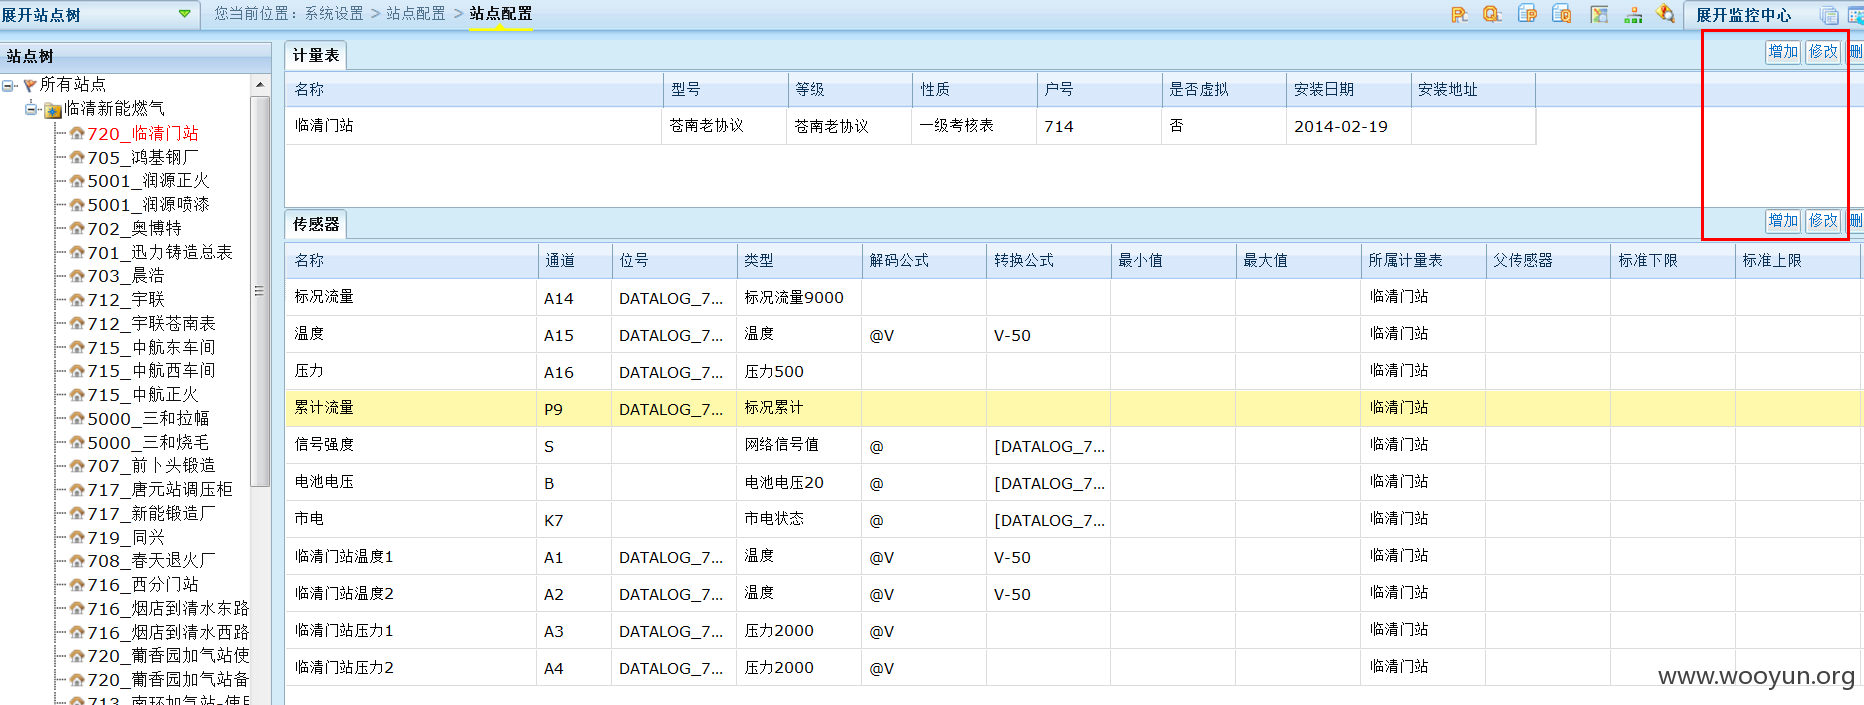 展开站点树
您当前位置：系统设置 > 站点配置 > 站点配置
展开监控中心
站点树
所有站点
临清新能燃气
720_临清门站
705_鸿基钢厂
5001_润源正火
5001_润源喷漆
702_奥博特
701_迅力铸造总表
703_晨浩
712_宇联
712_宇联苍南表
715_中航东车间
715_中航西车间
715_中航正火
5000_三和拉幅
5000_三和烧毛
707_前卜头锻造
717_唐元站调压柜
717_新能锻造厂
719_同兴
708_春天退火厂
716_西分门站
716_烟店到清水东路
716_烟店到清水西路
720_葡香园加气站使
720_葡香园加气站备
713_南环加气站-使用
计量表
增加 修改 删
名称 型号 等级 性质 户号 是否虚拟 安装日期 安装地址
临清门站 苍南老协议 苍南老协议 一级考核表 714 否 2014-02-19
传感器
增加 修改 删
名称 通道 位号 类型 解码公式 转换公式 最小值 最大值 所属计量表 父传感器 标准下限 标准上限
标况流量 A14 DATALOG_7... 标况流量9000 临清门站
温度 A15 DATALOG_7... 温度 @V V-50 临清门站
压力 A16 DATALOG_7... 压力500 临清门站
累计流量 P9 DATALOG_7... 标况累计 临清门站
信号强度 S 网络信号值 @ [DATALOG_7... 临清门站
电池电压 B 电池电压20 @ [DATALOG_7... 临清门站
市电 K7 市电状态 @ [DATALOG_7... 临清门站
临清门站温度1 A1 DATALOG_7... 温度 @V V-50 临清门站
临清门站温度2 A2 DATALOG_7... 温度 @V V-50 临清门站
临清门站压力1 A3 DATALOG_7... 压力2000 @V 临清门站
临清门站压力2 A4 DATALOG_7... 压力2000 @V 临清门站
www.wooyun.org